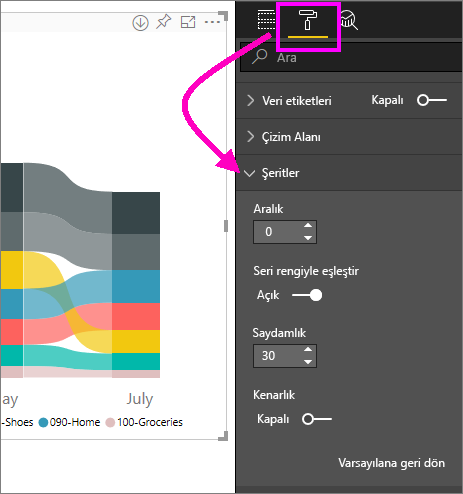 Ara
Veri etiketleri Kapalı
Çizim Alanı
Şeritler
Aralık
0
Seri rengiyle eşleştir
Açık
Saydamlık
30
Kenarlık
Kapalı
Varsayılana geri dön
ay July
-Shoes 090-Home 100-Groceries